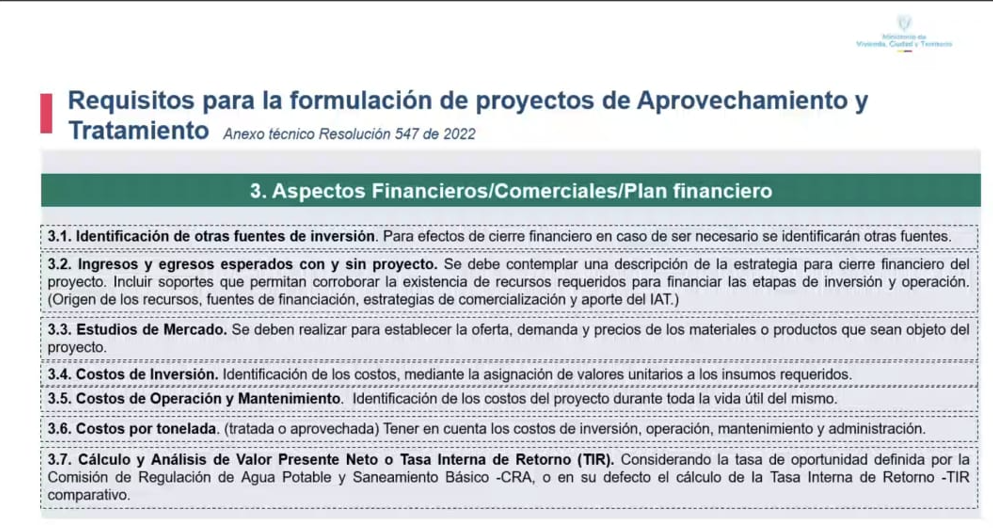 Ministerio de
Vivienda, Ciudad y Territorio
Requisitos para la formulación de proyectos de Aprovechamiento y
Tratamiento Anexo técnico Resolución 547 de 2022
3. Aspectos Financieros/Comerciales/Plan financiero
3.1. Identificación de otras fuentes de inversión. Para efectos de cierre financiero en caso de ser necesario se identificarán otras fuentes.
3.2. Ingresos y egresos esperados con y sin proyecto. Se debe contemplar una descripción de la estrategia para cierre financiero del
proyecto. Incluir soportes que permitan corroborar la existencia de recursos requeridos para financiar las etapas de inversión y operación.
(Origen de los recursos, fuentes de financiación, estrategias de comercialización y aporte del IAT.)
3.3. Estudios de Mercado. Se deben realizar para establecer la oferta, demanda y precios de los materiales o productos que sean objeto del
proyecto.
3.4. Costos de Inversión. Identificación de los costos, mediante la asignación de valores unitarios a los insumos requeridos.
3.5. Costos de Operación y Mantenimiento. Identificación de los costos del proyecto durante toda la vida útil del mismo.
3.6. Costos por tonelada. (tratada o aprovechada) Tener en cuenta los costos de inversión, operación, mantenimiento y administración.
3.7. Cálculo y Análisis de Valor Presente Neto o Tasa Interna de Retorno (TIR). Considerando la tasa de oportunidad definida por la
Comisión de Regulación de Agua Potable y Saneamiento Básico -CRA, o en su defecto el cálculo de la Tasa Interna de Retorno -TIR
comparativo.